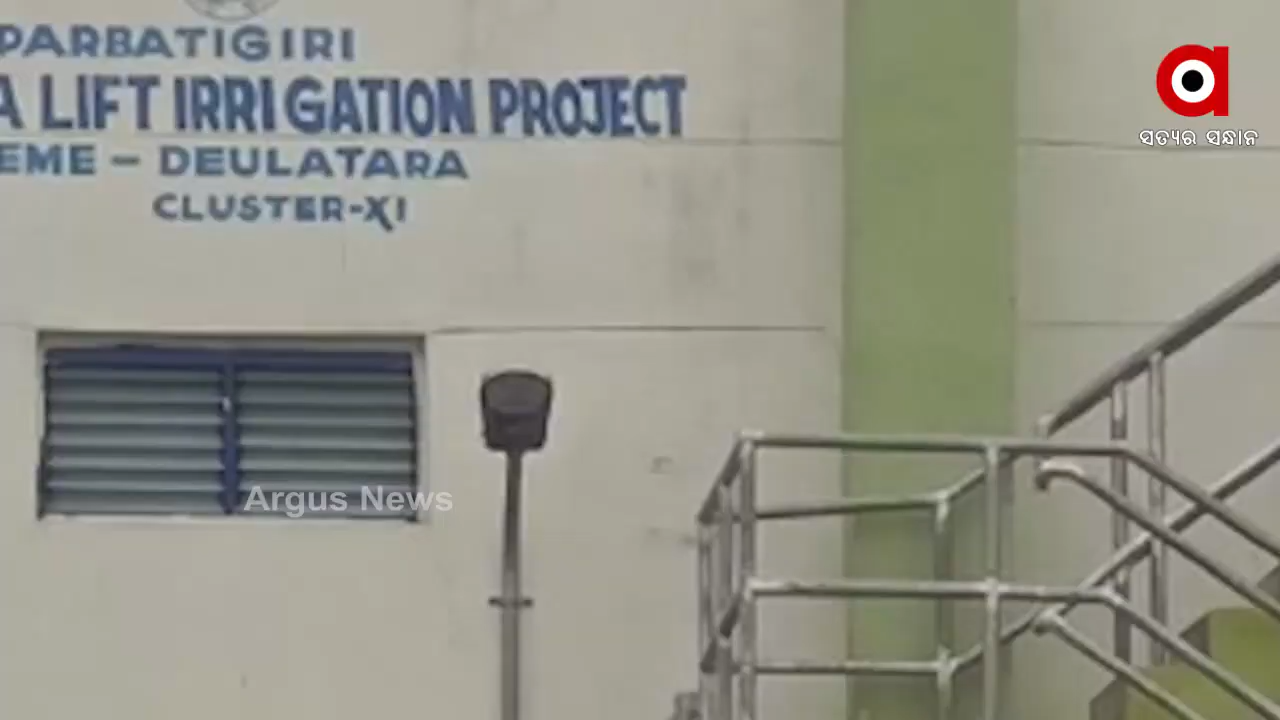 PARBATIGIRI
A LIFT IRRIGATION PROJECT
EME – DEULATARA
CLUSTER-XI
ସତ୍ୟର ସନ୍ଧାନ
Argus News